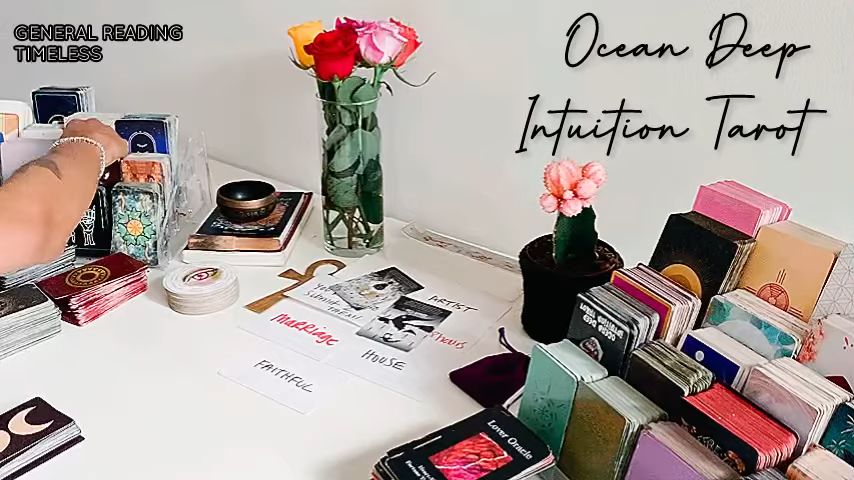 GENERAL READING
TIMELESS
Ocean Deep
Intuition Tarot
ARTIST
Marriage
HOUSE
FAITHFUL
Lover Oracle